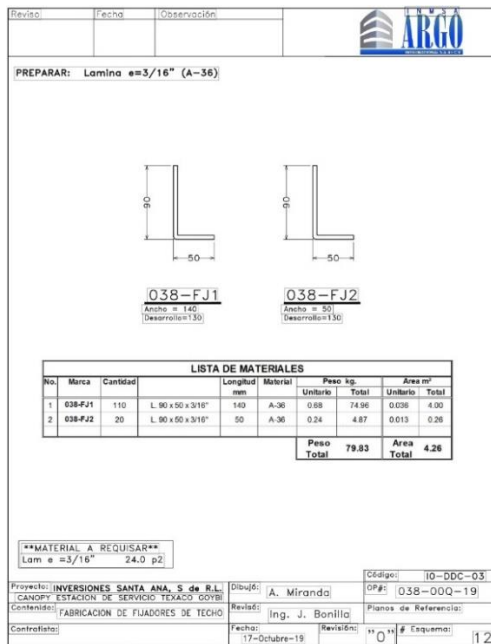 Reviso: Fecha Observación
INMSA
ARGO
INTERNATIONAL S.A de C.V.
PREPARAR: Lamina e=3/16" (A-36)
90 90
50 50
038-FJ1 038-FJ2
Ancho = 140 Ancho = 50
Desarrollo=130 Desarrollo=130
LISTA DE MATERIALES
No. Marca Cantidad Longitud mm Material Peso kg. Area m²
Unitario Total Unitario Total
1 038-FJ1 110 L 90 x 50 x 3/16" 140 A-36 0.68 74.96 0.036 4.00
2 038-FJ2 20 L 90 x 50 x 3/16" 50 A-36 0.24 4.87 0.013 0.26
Peso Total 79.83 Area Total 4.26
**MATERIAL A REQUISAR**
Lam e =3/16" 24.0 p2
Código: IO-DDC-03
Proyecto: INVERSIONES SANTA ANA, S de R.L. Dibujó: A. Miranda OP#: 038-OOQ-19
CANOPY ESTACION DE SERVICIO TEXACO GOYBI
Contenido: FABRICACION DE FIJADORES DE TECHO Revisó: Ing. J. Bonilla Planos de Referencia:
Contratista: Fecha: 17-Octubre-19 Revisión: "O" # Esquema: 12